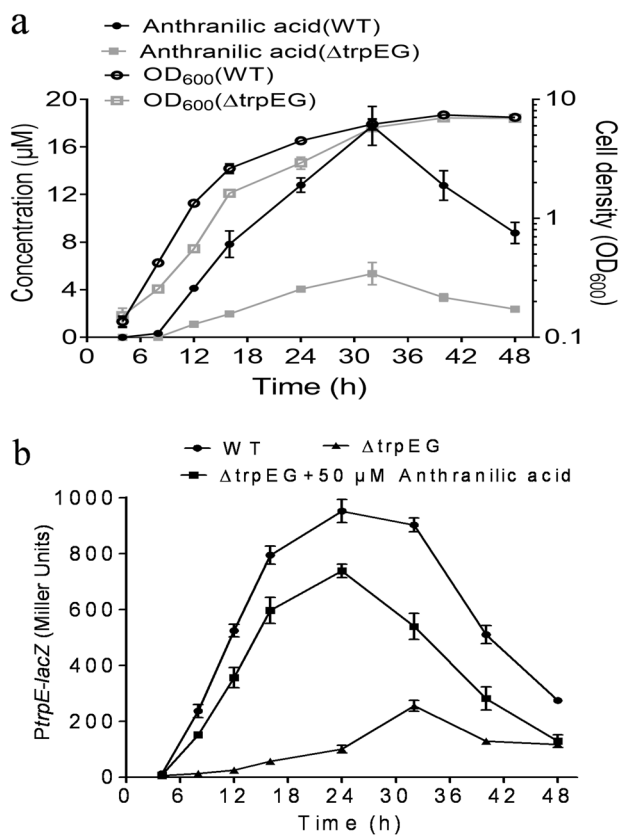 a
Anthranilic acid(WT)
Anthranilic acid(ΔtrpEG)
OD600(WT)
OD600(ΔtrpEG)
Concentration (µM)
20
16
12
8
4
0
Cell density (OD600)
10
1
0.1
0 6 12 18 24 30 36 42 48
Time (h)
b
WT
ΔtrpEG
ΔtrpEG+50 µM Anthranilic acid
PtrpE-lacZ (Miller Units)
1000
800
600
400
200
0
0 6 12 18 24 30 36 42 48
Time (h)